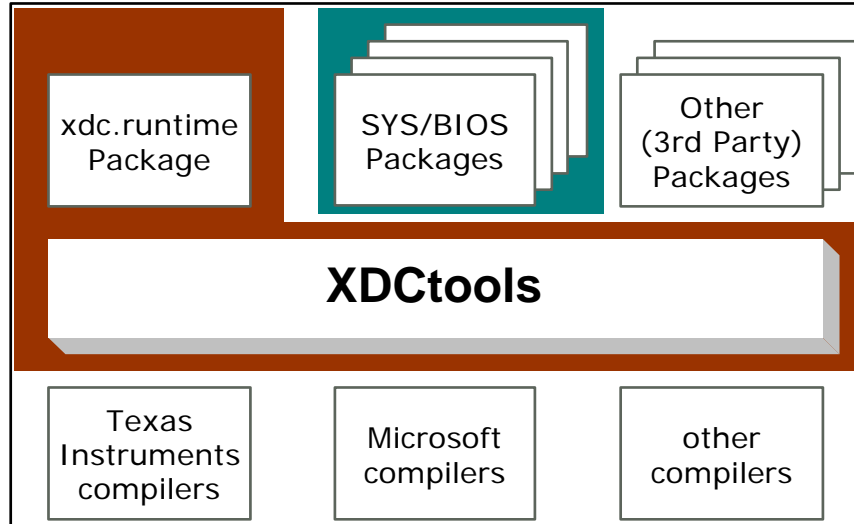 xdc.runtime
Package
SYS/BIOS
Packages
Other
(3rd Party)
Packages
XDCtools
Texas
Instruments
compilers
Microsoft
compilers
other
compilers